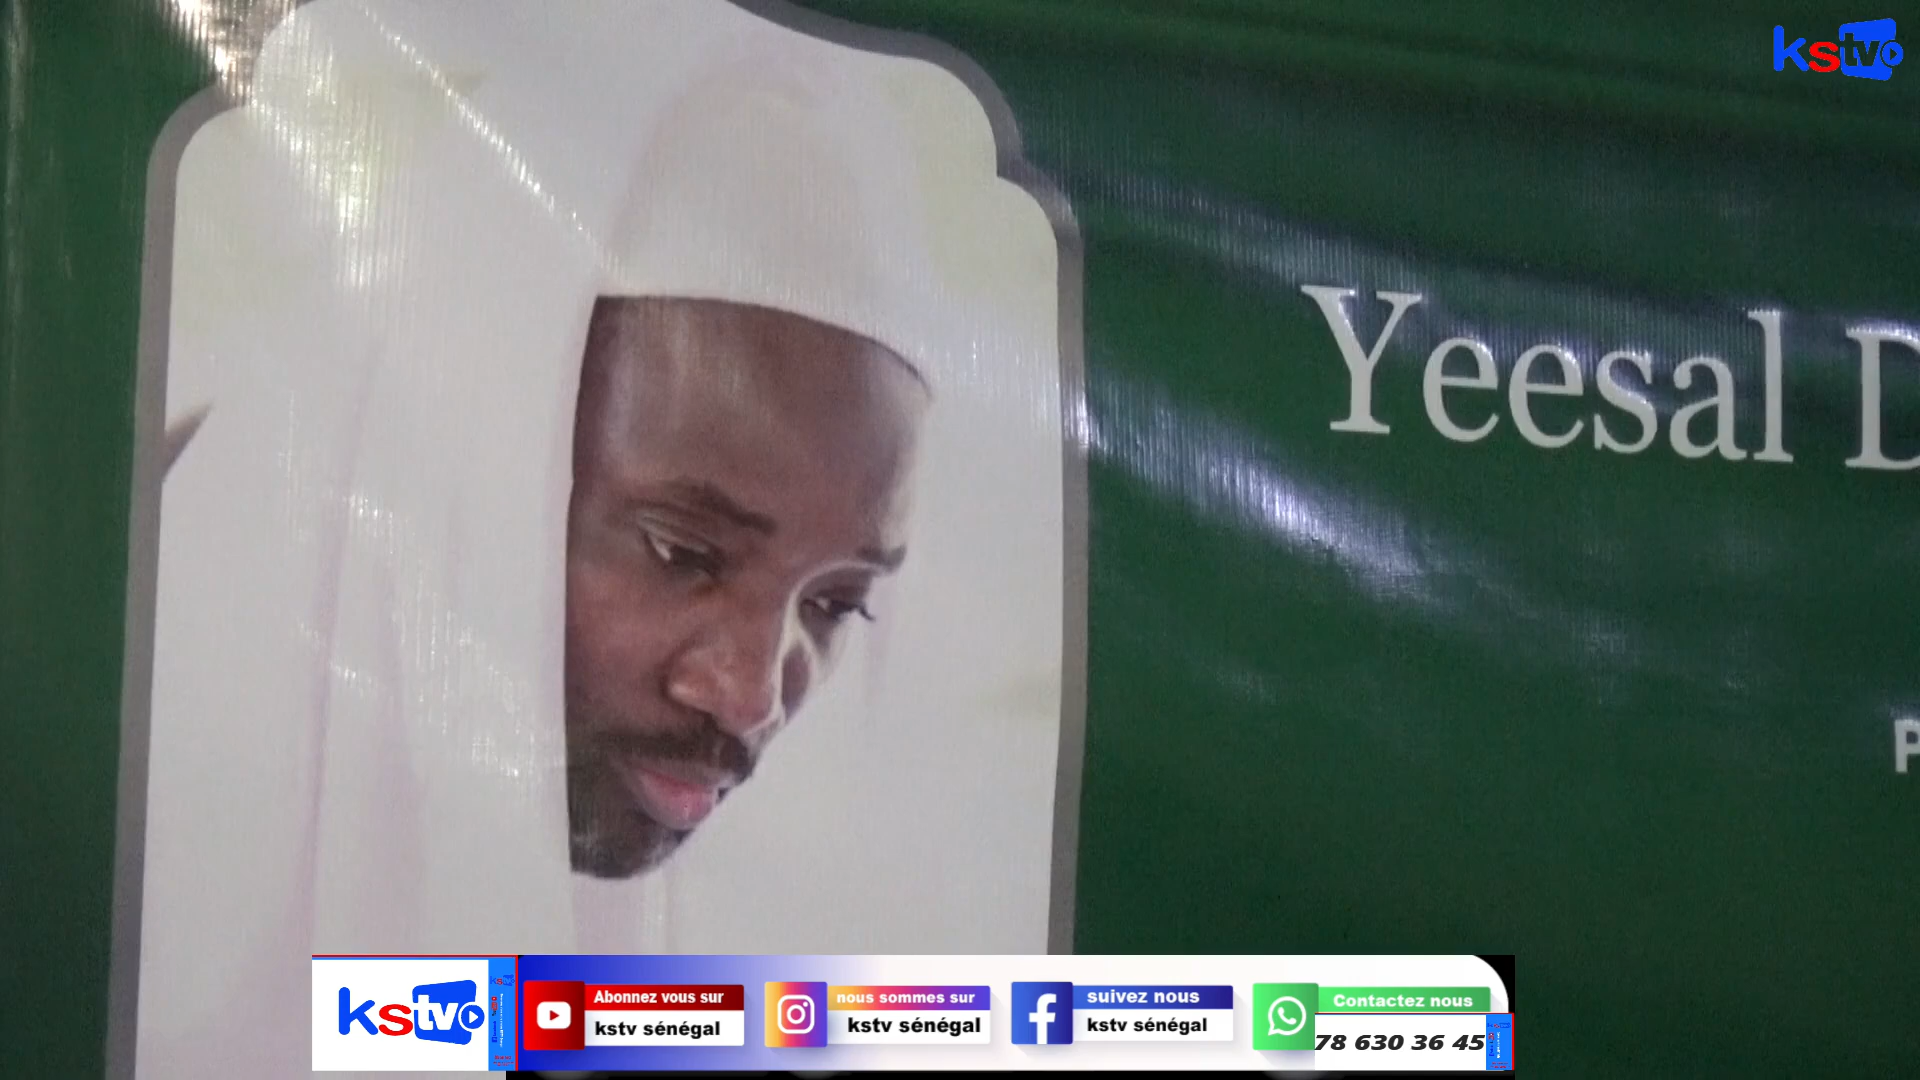 kstv
Yeesal D
P
kstv
Abonnez vous sur
kstv sénégal
nous sommes sur
kstv sénégal
suivez nous
kstv sénégal
Contactez nous
78 630 36 45